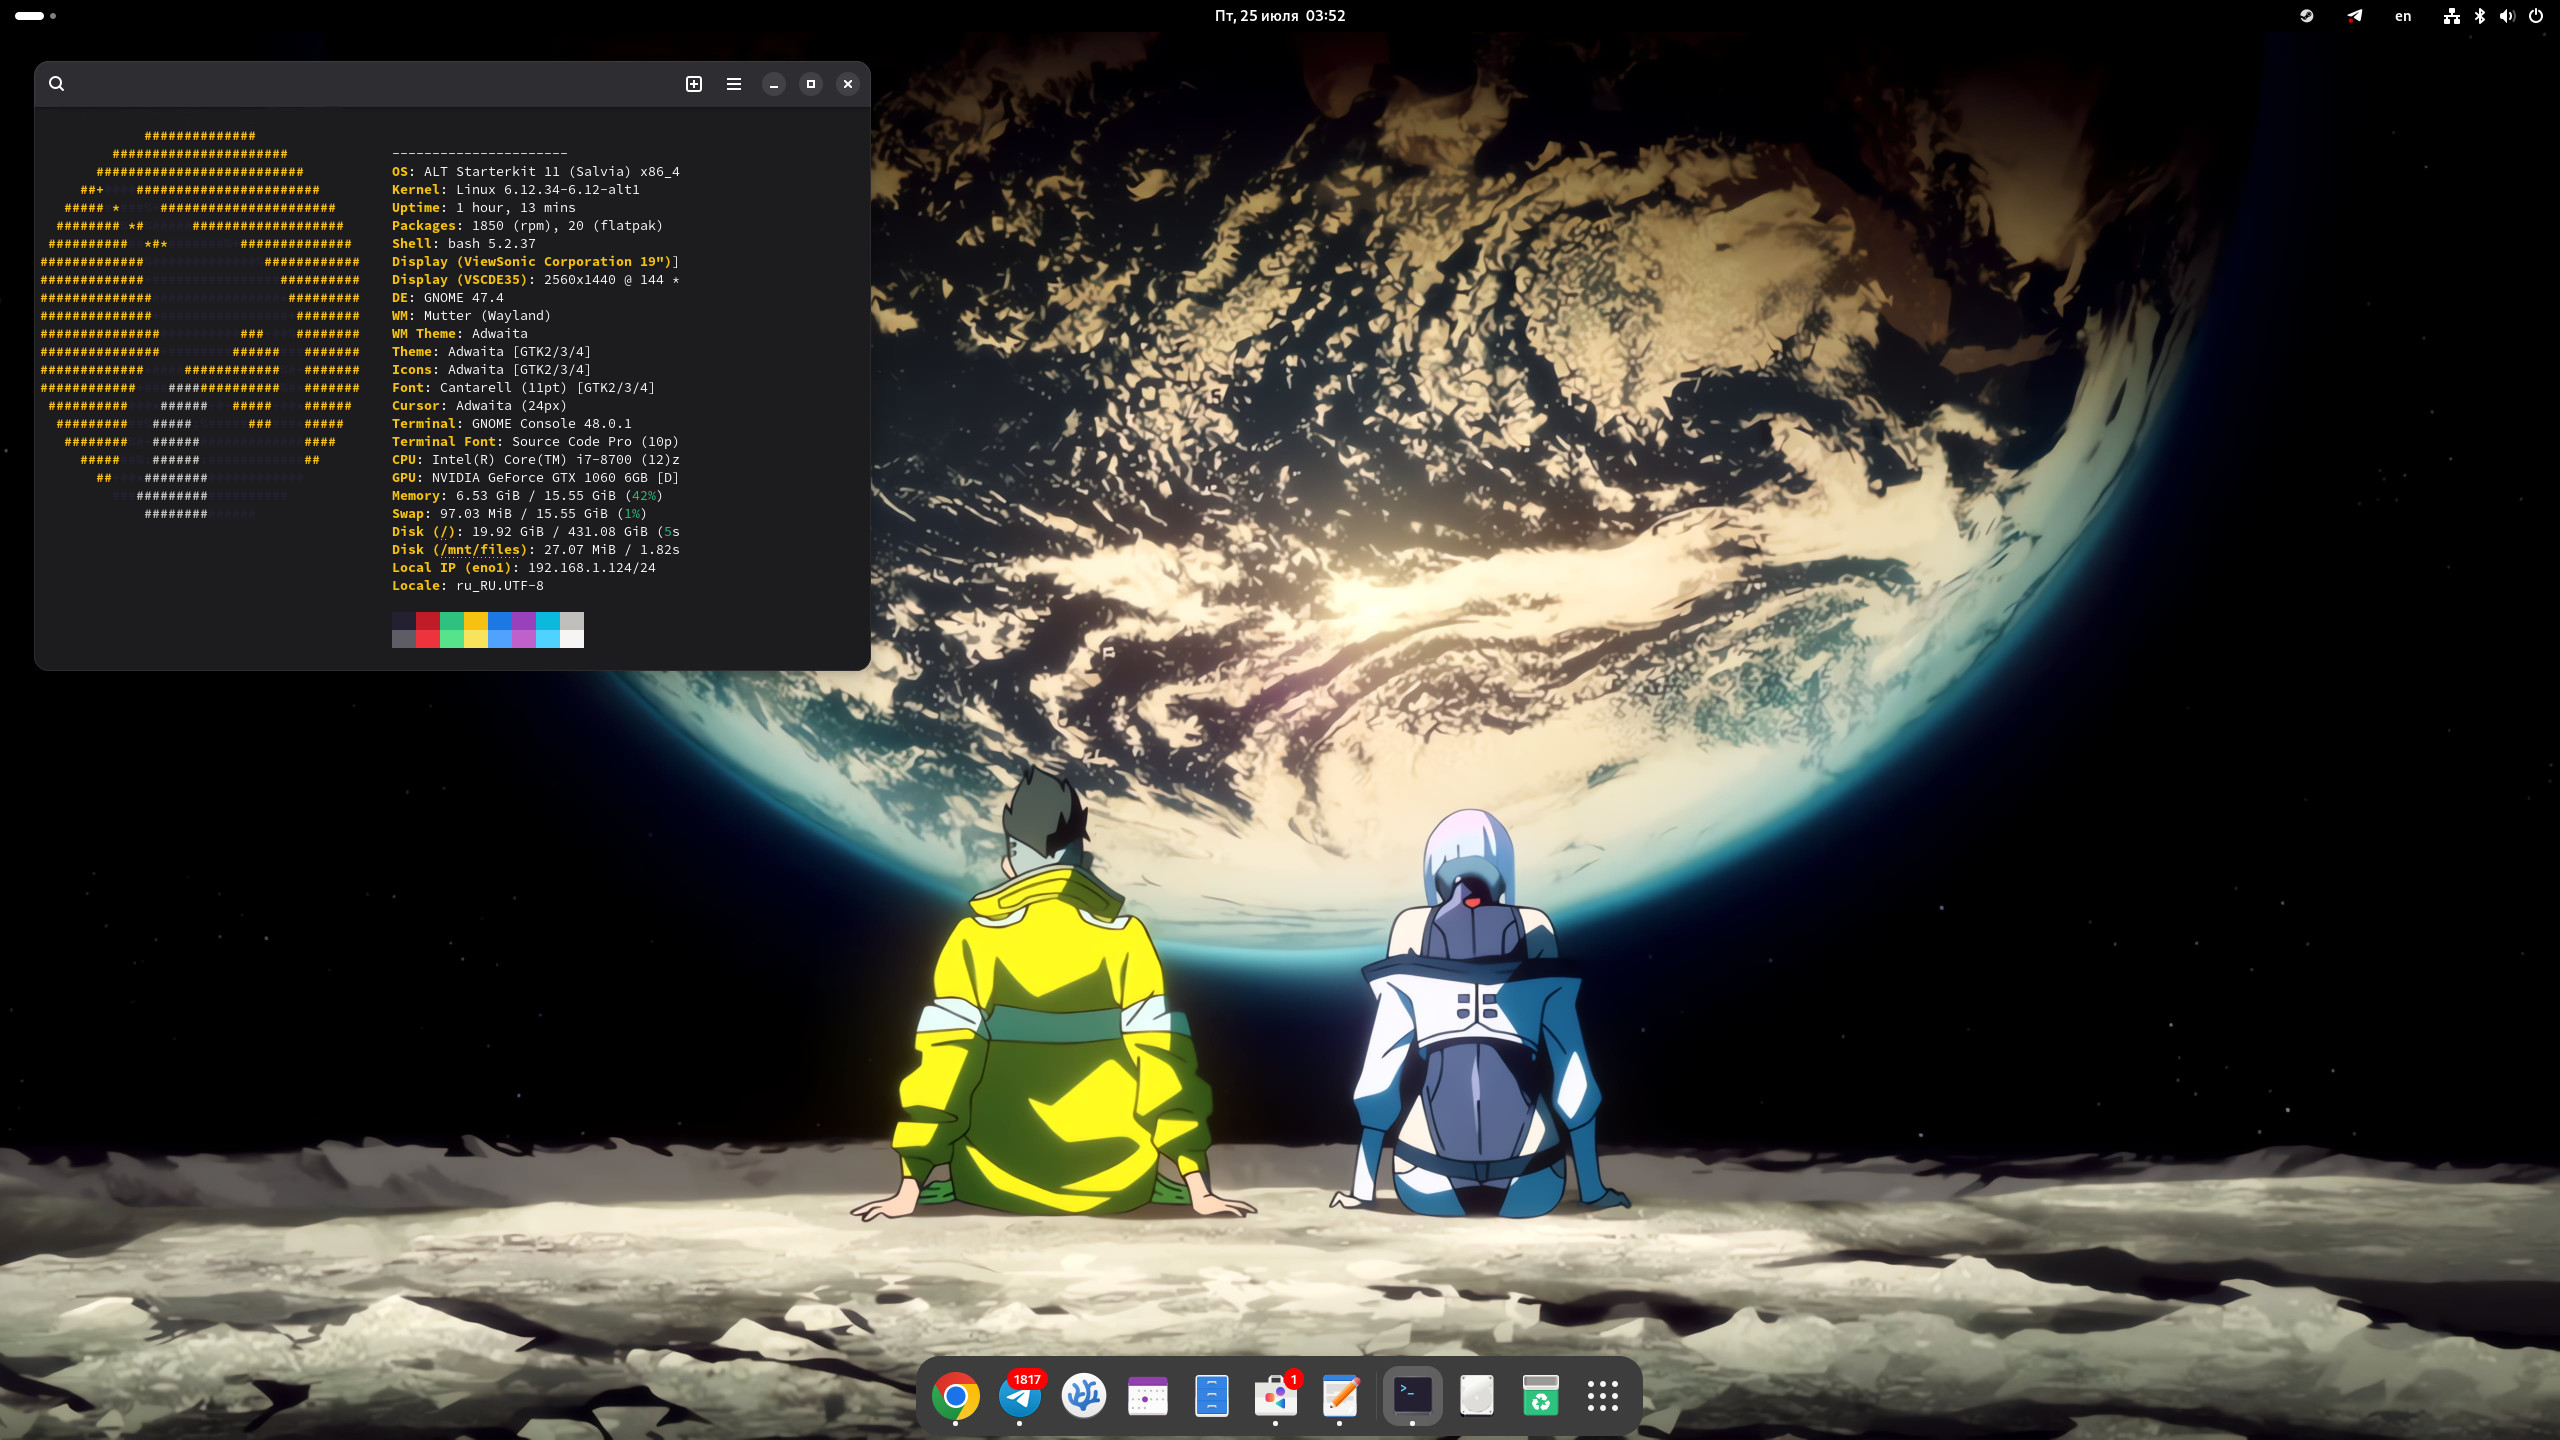 Пт, 25 июля 03:52
en
----------------------
OS: ALT Starterkit 11 (Salvia) x86_4
Kernel: Linux 6.12.34-6.12-alt1
Uptime: 1 hour, 13 mins
Packages: 1850 (rpm), 20 (flatpak)
Shell: bash 5.2.37
Display (ViewSonic Corporation 19")]
Display (VSCDE35): 2560x1440 @ 144 *
DE: GNOME 47.4
WM: Mutter (Wayland)
WM Theme: Adwaita
Theme: Adwaita [GTK2/3/4]
Icons: Adwaita [GTK2/3/4]
Font: Cantarell (11pt) [GTK2/3/4]
Cursor: Adwaita (24px)
Terminal: GNOME Console 48.0.1
Terminal Font: Source Code Pro (10p)
CPU: Intel(R) Core(TM) i7-8700 (12)z
GPU: NVIDIA GeForce GTX 1060 6GB [D]
Memory: 6.53 GiB / 15.55 GiB (42%)
Swap: 97.03 MiB / 15.55 GiB (1%)
Disk (/): 19.92 GiB / 431.08 GiB (5s
Disk (/mnt/files): 27.07 MiB / 1.82s
Local IP (eno1): 192.168.1.124/24
Locale: ru_RU.UTF-8
1817
1
>_